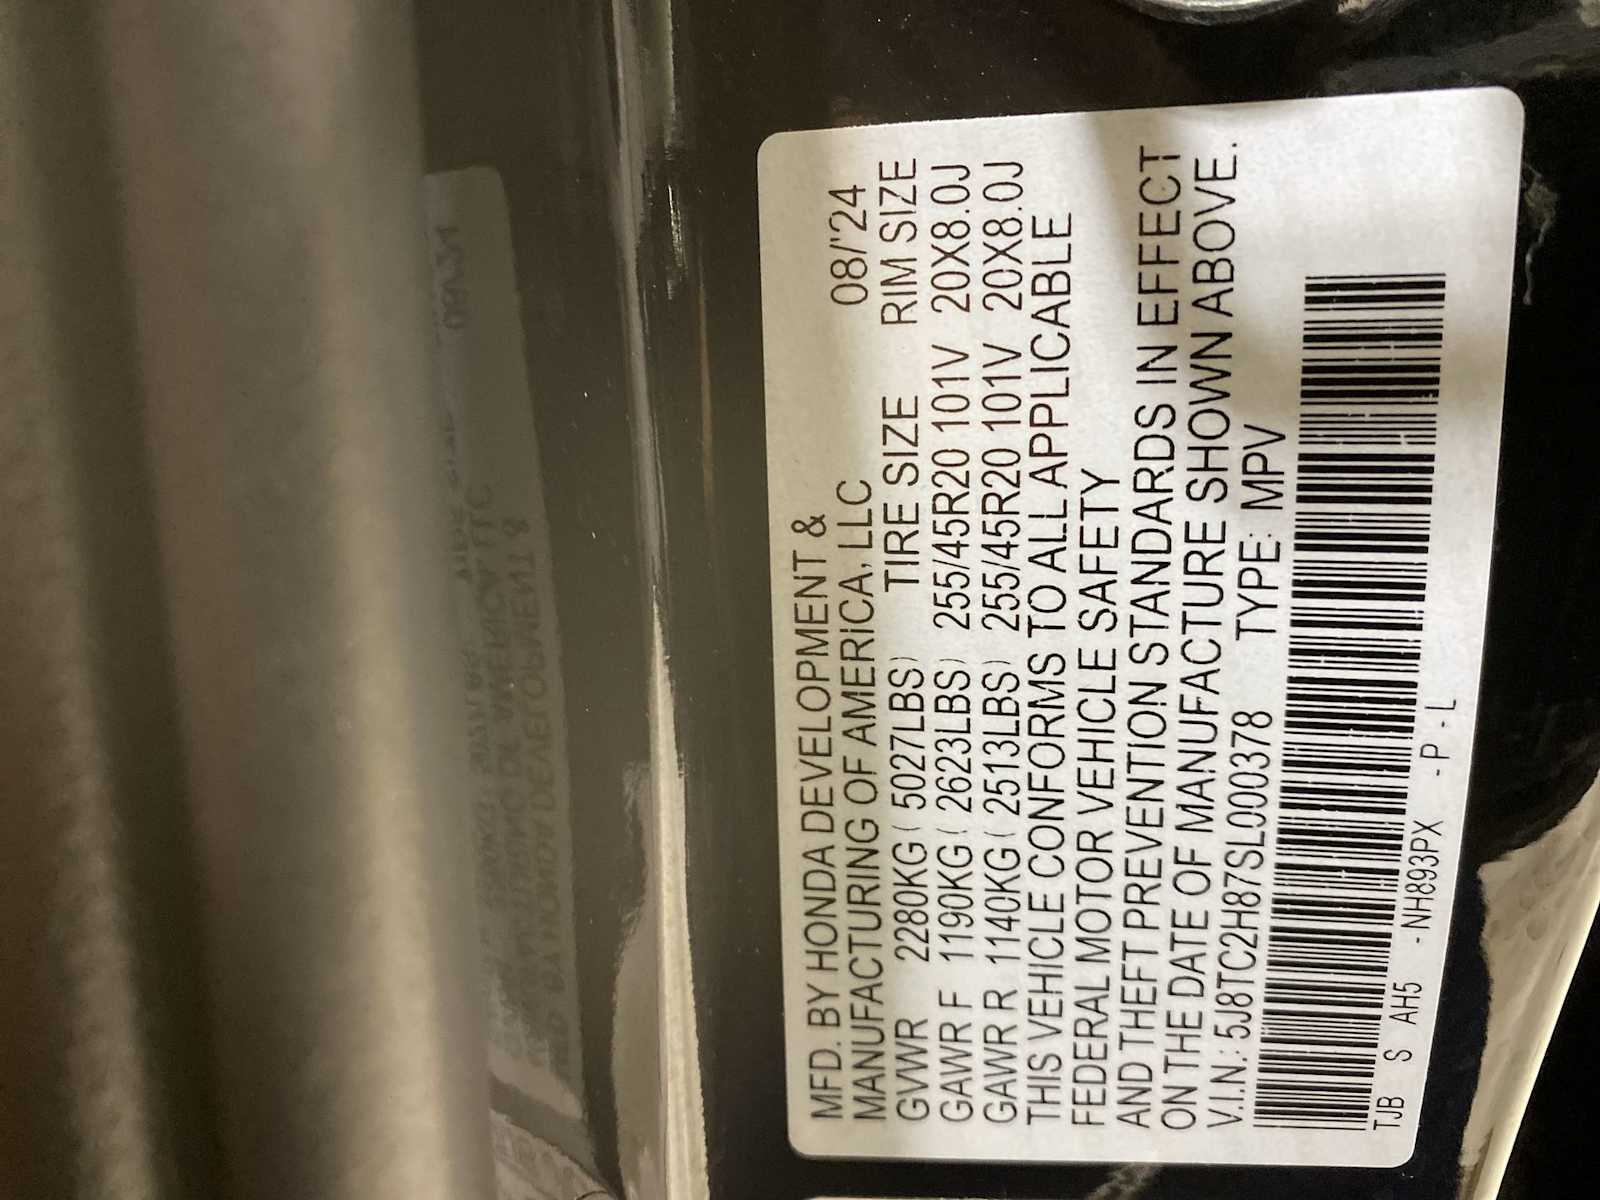 MFD. BY HONDA DEVELOPMENT &
MANUFACTURING OF AMERICA, LLC 08/'24
GVWR 2280KG ( 5027LBS) TIRE SIZE RIM SIZE
GAWR F 1190KG ( 2623LBS) 255/45R20 101V 20X8.0J
GAWR R 1140KG ( 2513LBS) 255/45R20 101V 20X8.0J
THIS VEHICLE CONFORMS TO ALL APPLICABLE
FEDERAL MOTOR VEHICLE SAFETY
AND THEFT PREVENTION STANDARDS IN EFFECT
ON THE DATE OF MANUFACTURE SHOWN ABOVE.
V.I.N.: 5J8TC2H87SL000378 TYPE: MPV
TJB S AH5 -NH893PX -P-L